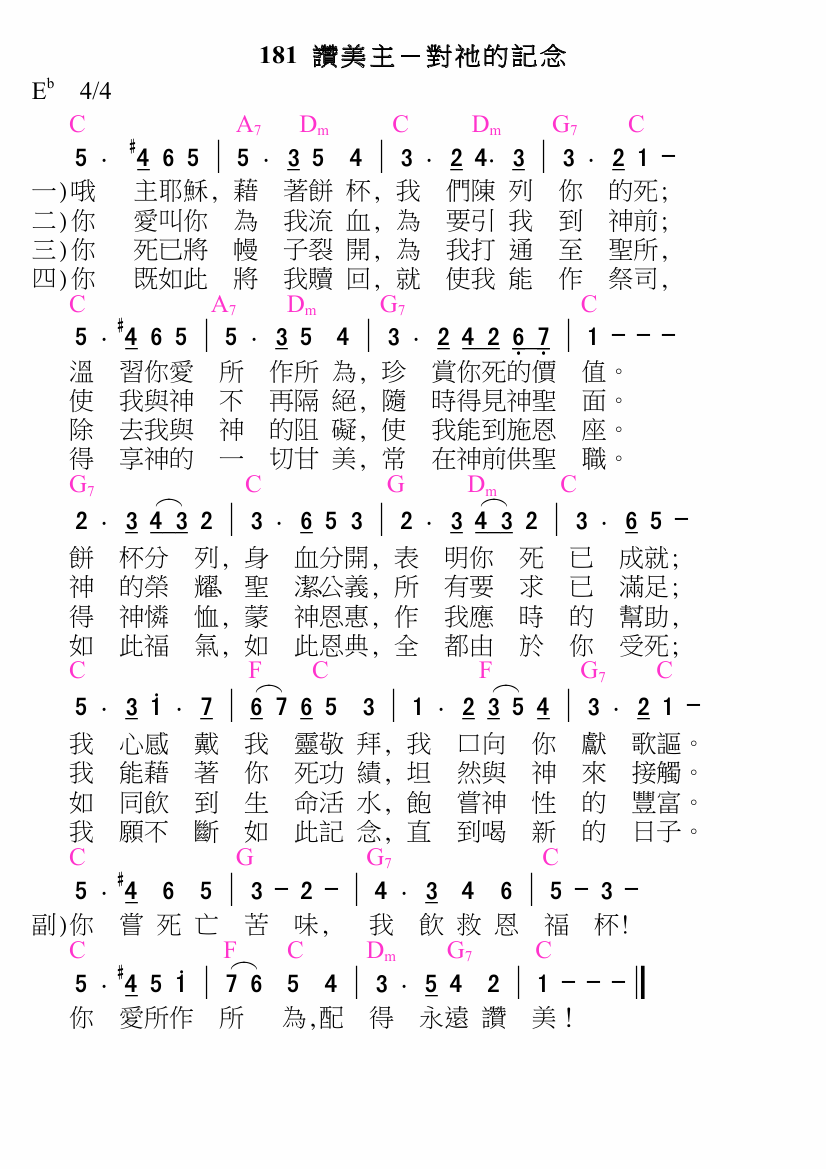 181 讚美主－對祂的記念
E♭ 4/4
C A7 Dm C Dm G7 C
5 · #4 6 5 | 5 · 3 5 4 | 3 · 2 4· 3 | 3 · 2 1 －
一)哦 主耶穌, 藉 著餅 杯, 我 們陳 列 你 的死;
二)你 愛叫你 為 我流 血, 為 要引 我 到 神前;
三)你 死已將 幔 子裂 開, 為 我打 通 至 聖所,
四)你 既如此 將 我贖 回, 就 使我 能 作 祭司,
C A7 Dm G7 C
5 · #4 6 5 | 5 · 3 5 4 | 3 · 2 4 2 6̣ 7̣ | 1 － － －
溫 習你愛 所 作所 為, 珍 賞你死的價 值。
使 我與神 不 再隔 絕, 隨 時得見神聖 面。
除 去我與 神 的阻 礙, 使 我能到施恩 座。
得 享神的 一 切甘 美, 常 在神前供聖 職。
G7 C G Dm C
2 · 3 4 3 2 | 3 · 6 5 3 | 2 · 3 4 3 2 | 3 · 6 5 －
餅 杯分 列, 身 血分開, 表 明你 死 已 成就;
神 的榮 耀、 聖 潔、公義, 所 有要 求 已 滿足;
得 神憐 恤, 蒙 神恩惠, 作 我應 時 的 幫助,
如 此福 氣, 如 此恩典, 全 都由 於 你 受死;
C F C F G7 C
5 · 3 i · 7 | 6 7 6 5 3 | 1 · 2 3 5 4 | 3 · 2 1 －
我 心感 戴 我 靈敬 拜, 我 口向 你 獻 歌謳。
我 能藉 著 你 死功 績, 坦 然與 神 來 接觸。
如 同飲 到 生 命活 水, 飽 嘗神 性 的 豐富。
我 願不 斷 如 此記 念, 直 到喝 新 的 日子。
C G G7 C
5 · #4 6 5 | 3 － 2 － | 4 · 3 4 6 | 5 － 3 －
副)你 嘗 死 亡 苦 味, 我 飲 救 恩 福 杯!
C F C Dm G7 C
5 · #4 5 i | 7 6 5 4 | 3 · 5 4 2 | 1 － － －
你 愛所作 所 為,配 得 永遠 讚 美!